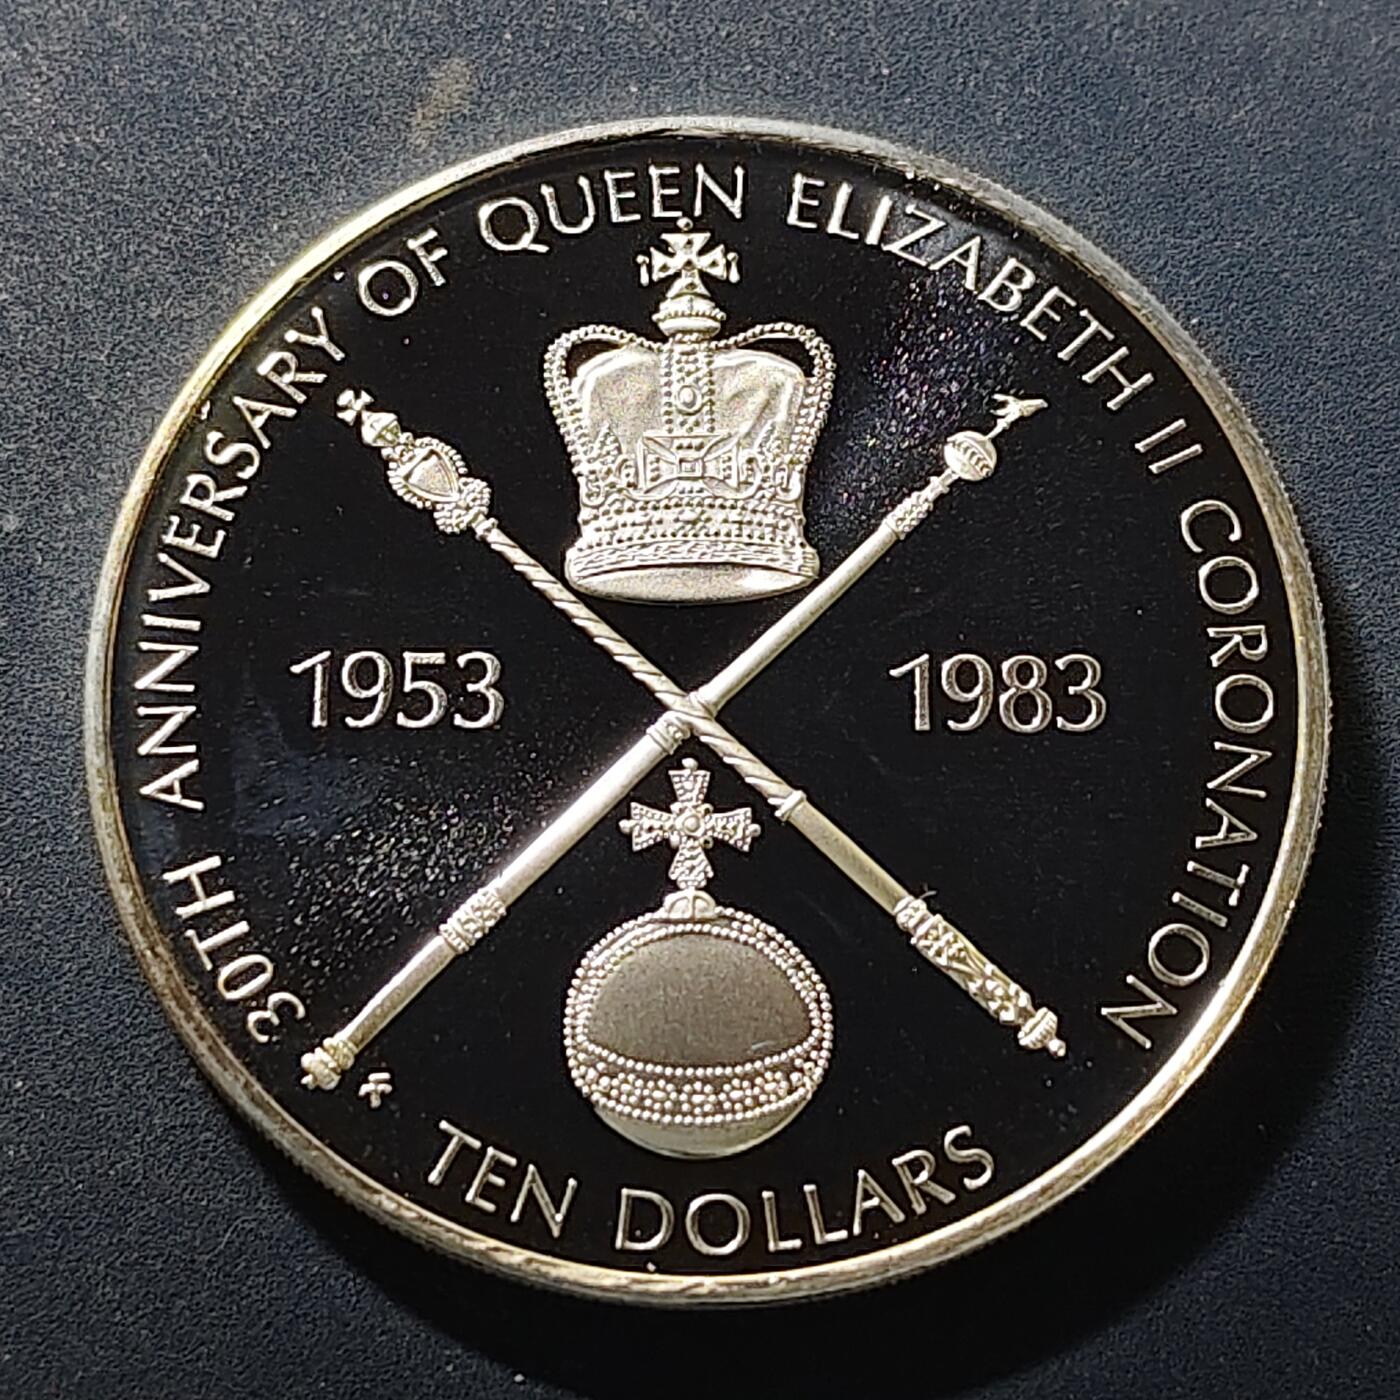 30TH ANNIVERSARY OF QUEEN ELIZABETH II CORONATION
1953
1983
TEN DOLLARS